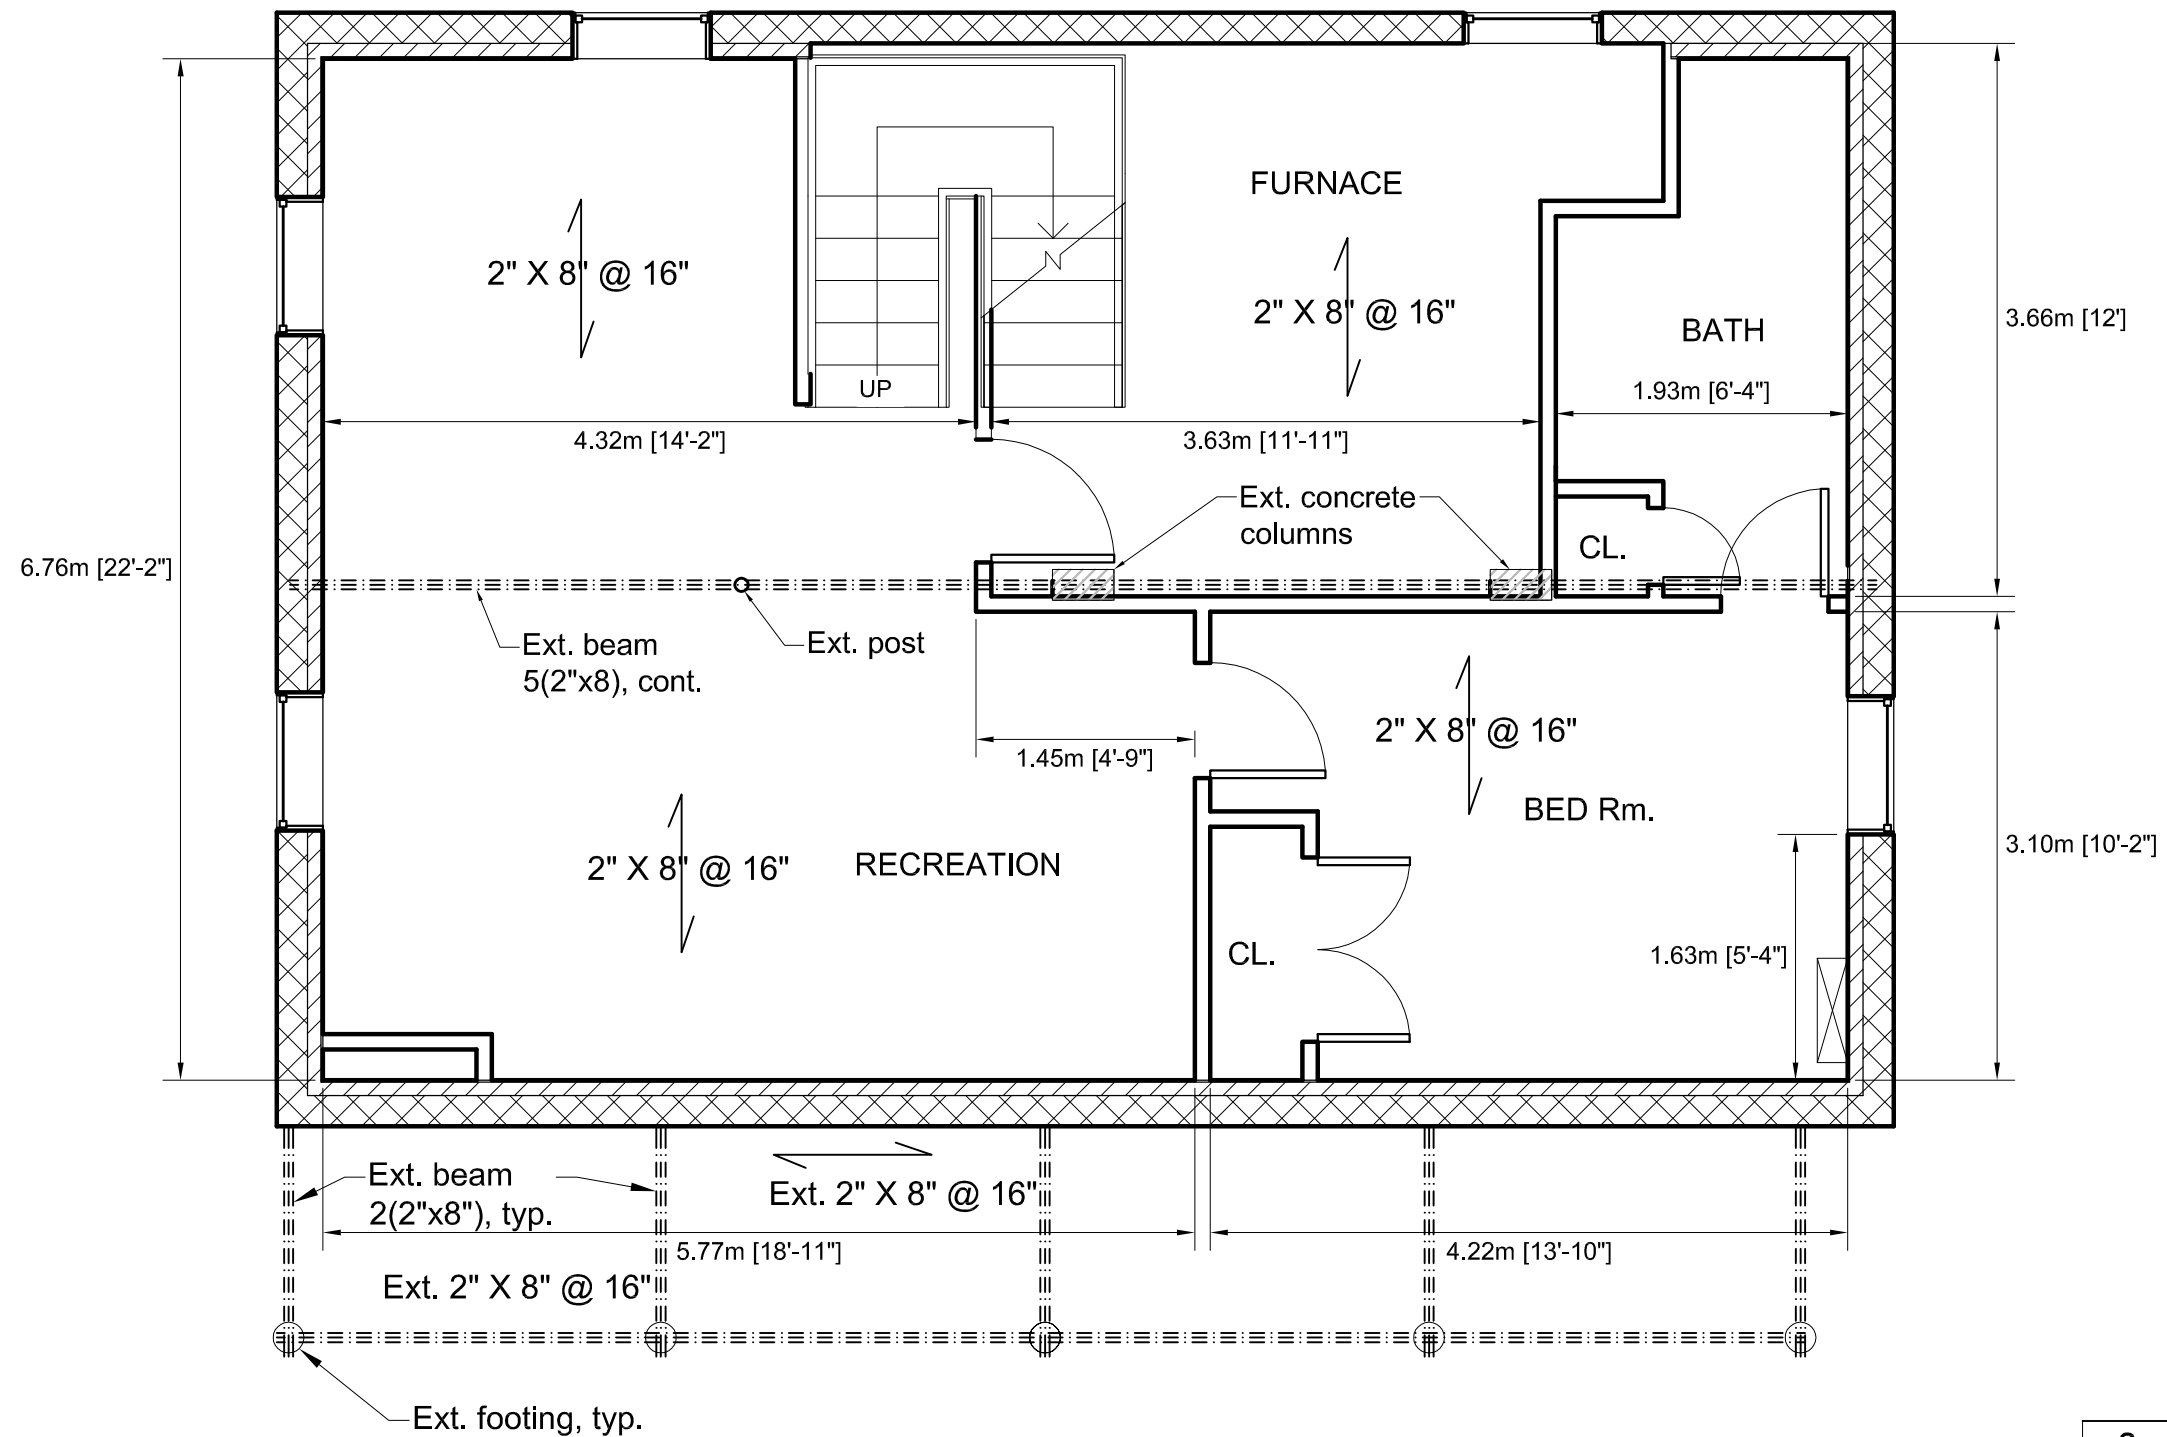 FURNACE
2" X 8" @ 16"
2" X 8" @ 16"
BATH
3.66m [12']
UP
1.93m [6'-4"]
4.32m [14'-2"]
3.63m [11'-11"]
Ext. concrete
columns
CL.
6.76m [22'-2"]
Ext. beam
5(2"x8), cont.
Ext. post
1.45m [4'-9"]
2" X 8" @ 16"
BED Rm.
3.10m [10'-2"]
2" X 8" @ 16"
RECREATION
CL.
1.63m [5'-4"]
Ext. beam
2(2"x8"), typ.
Ext. 2" X 8" @ 16"
5.77m [18'-11"]
4.22m [13'-10"]
Ext. 2" X 8" @ 16"
Ext. footing, typ.